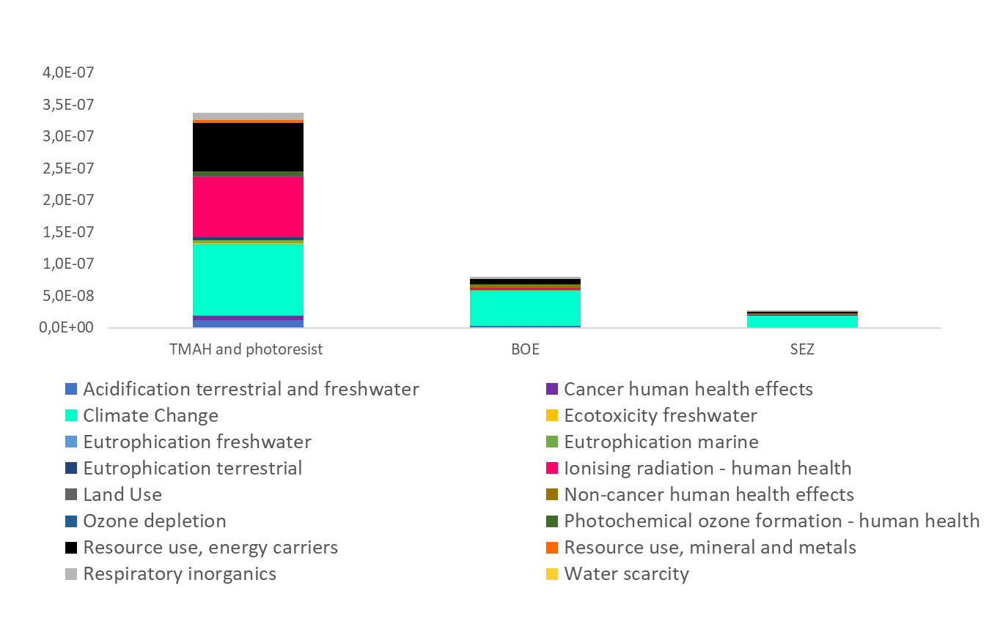 4,0E-07
3,5E-07
3,0E-07
2,5E-07
2,0E-07
1,5E-07
1,0E-07
5,0E-08
0,0E+00
TMAH and photoresist BOE SEZ
Acidification terrestrial and freshwater Cancer human health effects
Climate Change Ecotoxicity freshwater
Eutrophication freshwater Eutrophication marine
Eutrophication terrestrial Ionising radiation - human health
Land Use Non-cancer human health effects
Ozone depletion Photochemical ozone formation - human health
Resource use, energy carriers Resource use, mineral and metals
Respiratory inorganics Water scarcity